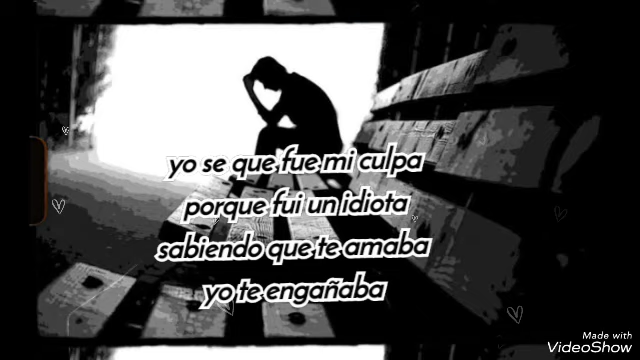 yo se que fue mi culpa
porque fui un idiota
sabiendo que te amaba
yo te engañaba
Made with
VideoShow